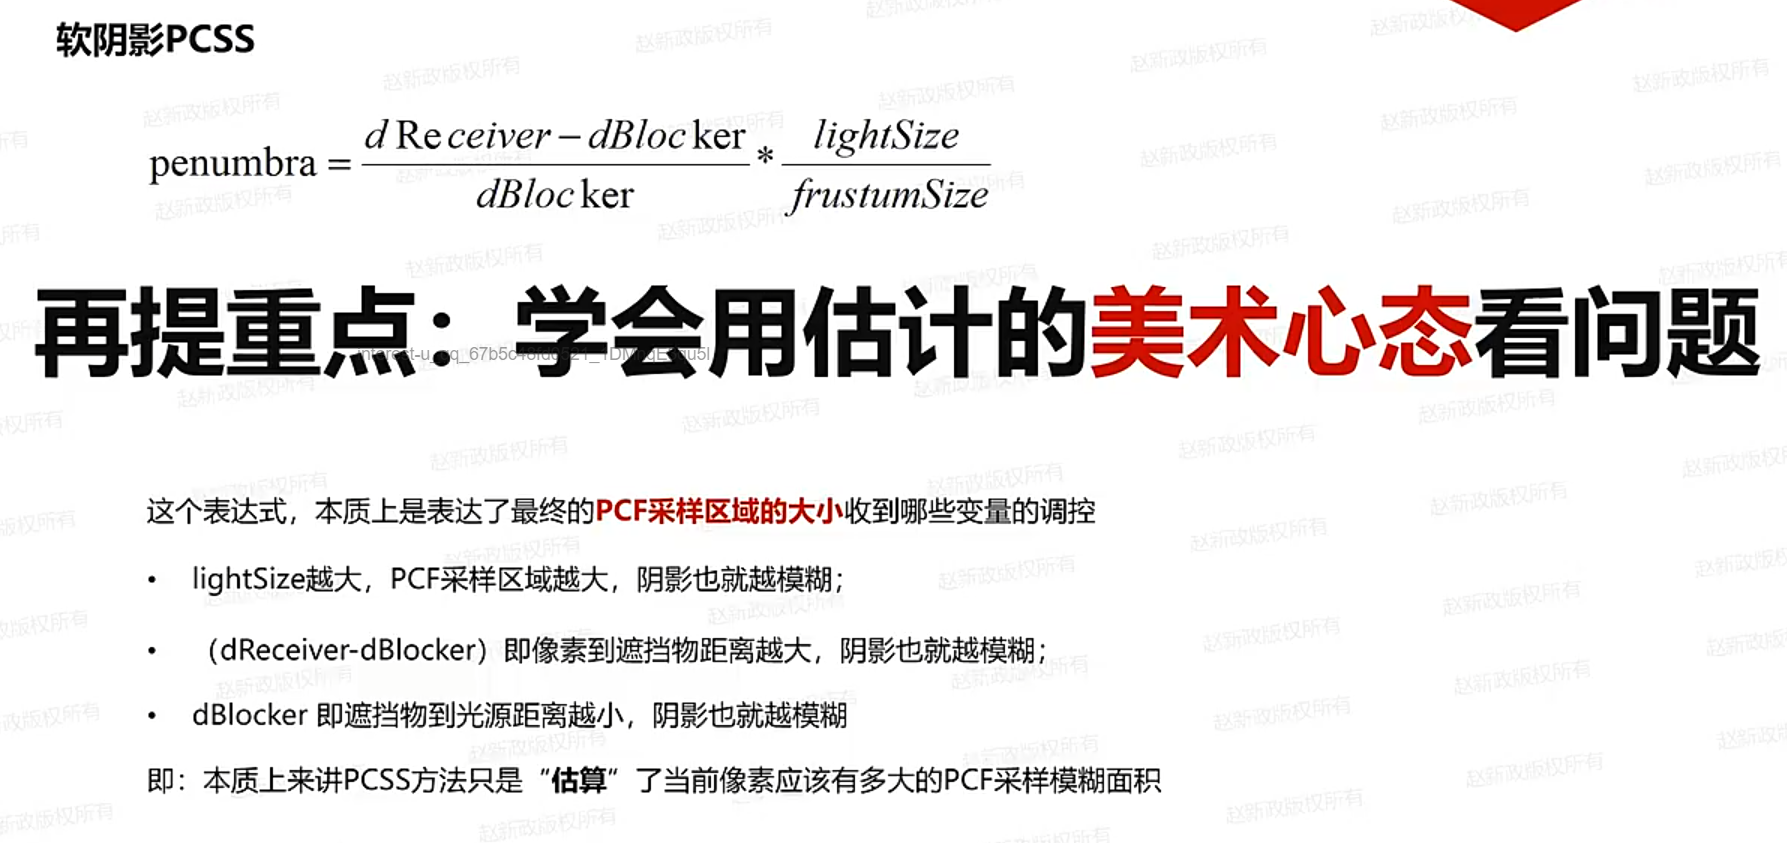 软阴影PCSS
penumbra = \frac{dReceiver - dBlocker}{dBlocker} * \frac{lightSize}{frustumSize}
再提重点：学会用估计的美术心态看问题
这个表达式，本质上是表达了最终的PCF采样区域的大小收到哪些变量的调控
• lightSize越大，PCF采样区域越大，阴影也就越模糊；
• （dReceiver-dBlocker）即像素到遮挡物距离越大，阴影也就越模糊；
• dBlocker 即遮挡物到光源距离越小，阴影也就越模糊
即：本质上来讲PCSS方法只是“估算”了当前像素应该有多大的PCF采样模糊面积
赵新政版权所有